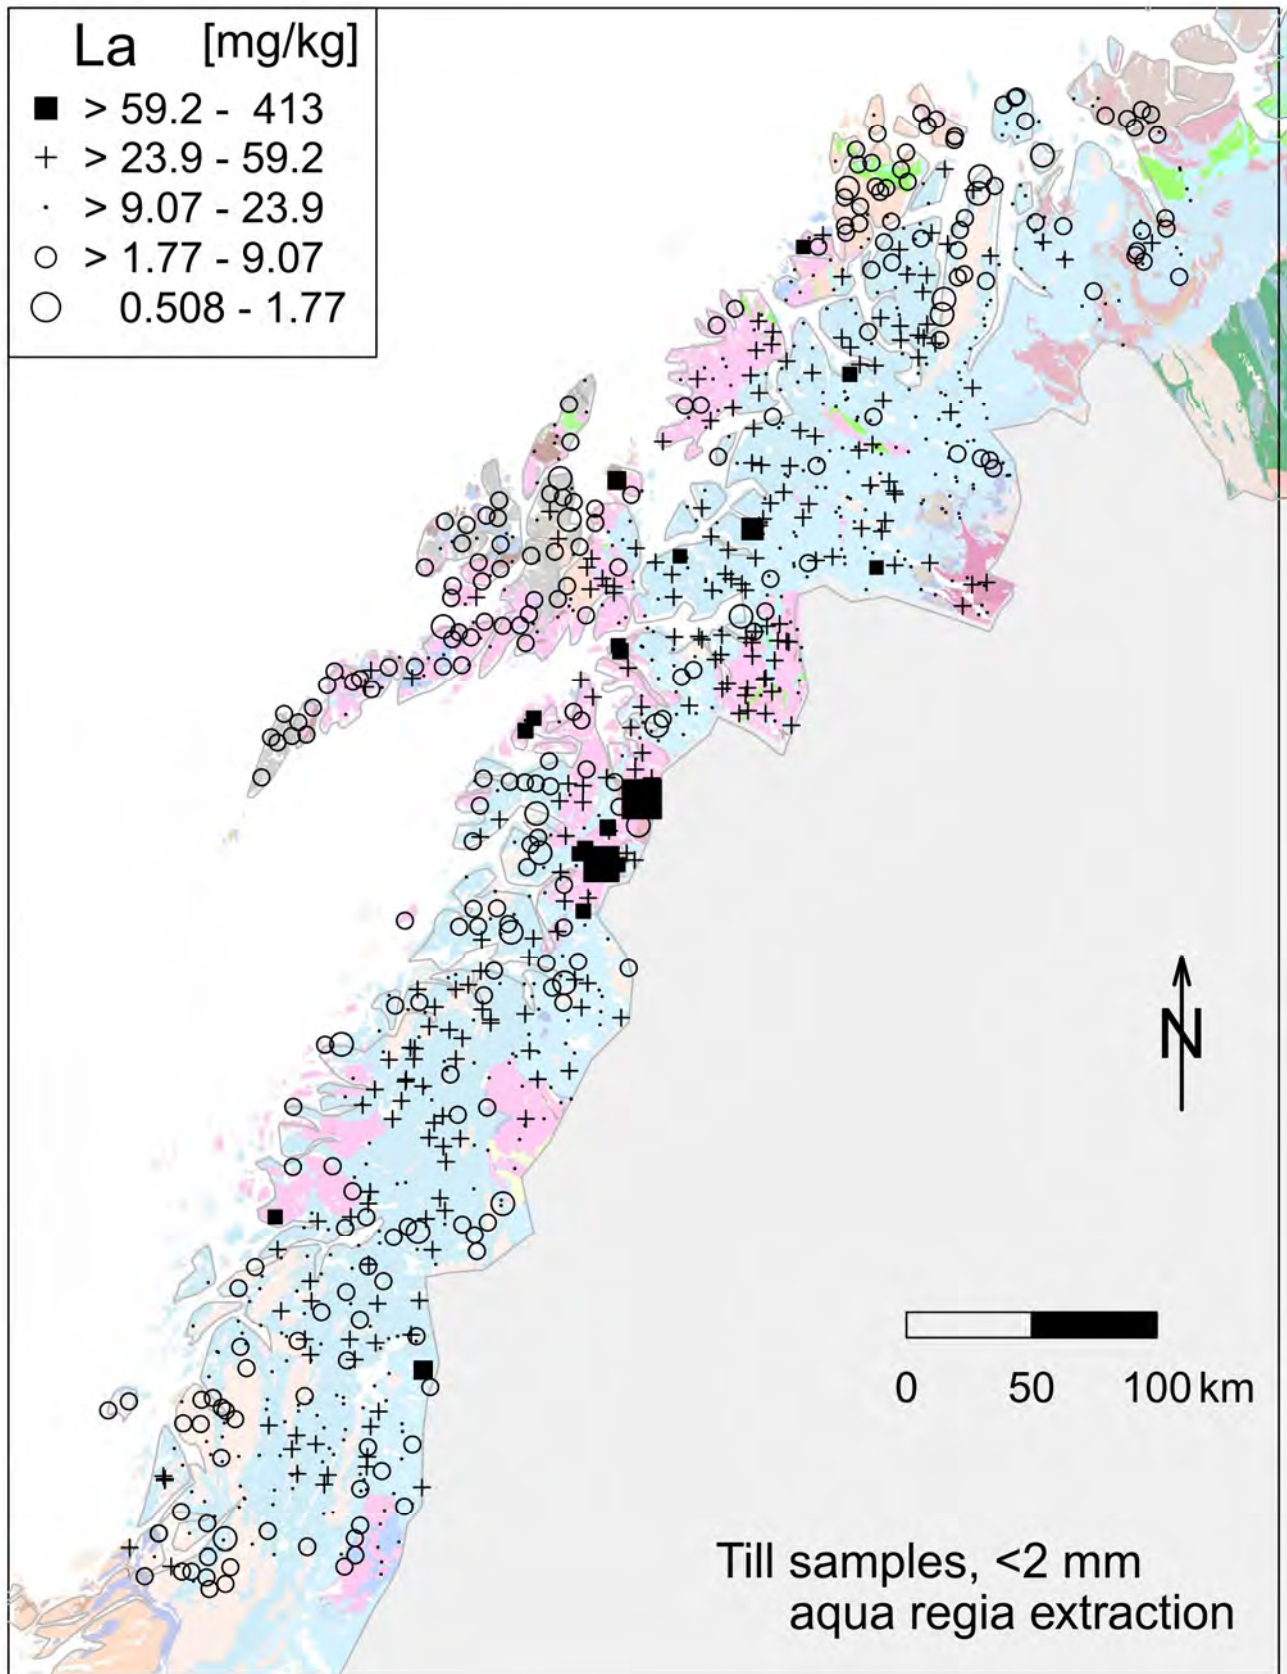 La [mg/kg]
■ > 59.2 - 413
+ > 23.9 - 59.2
· > 9.07 - 23.9
○ > 1.77 - 9.07
○ 0.508 - 1.77
N
0 50 100 km
Till samples, <2 mm
aqua regia extraction